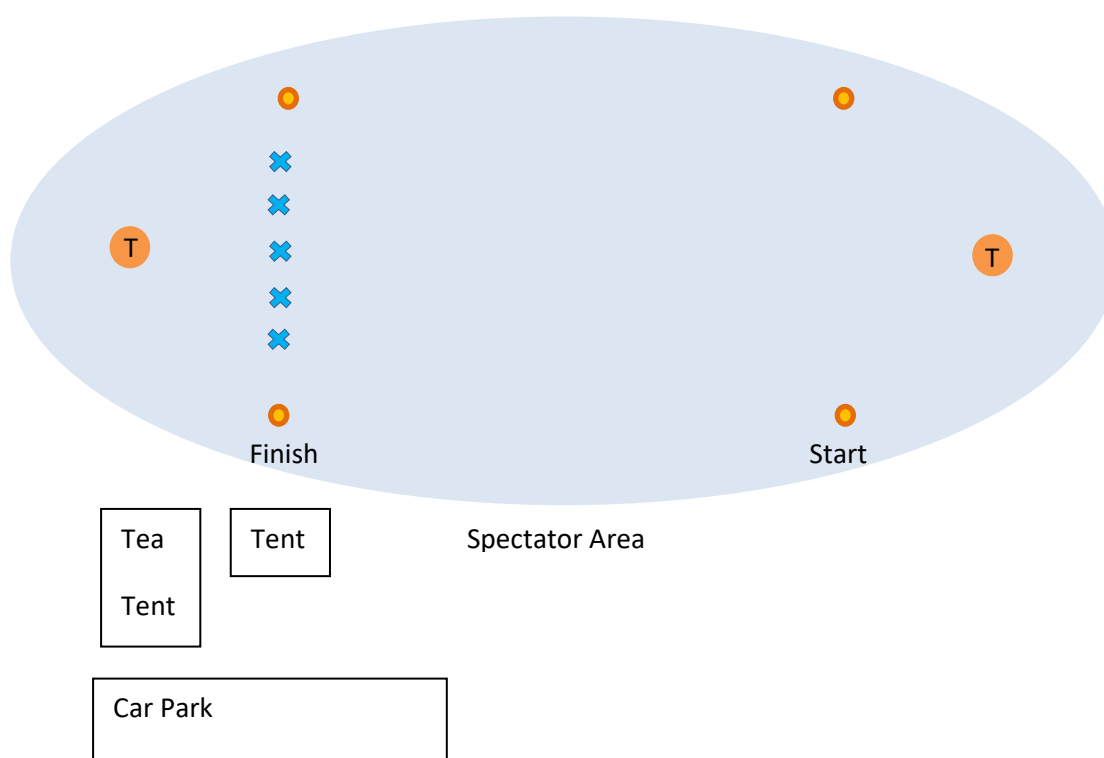 T
T
Finish
Start
Tea
Tent
Tent
Spectator Area
Car Park